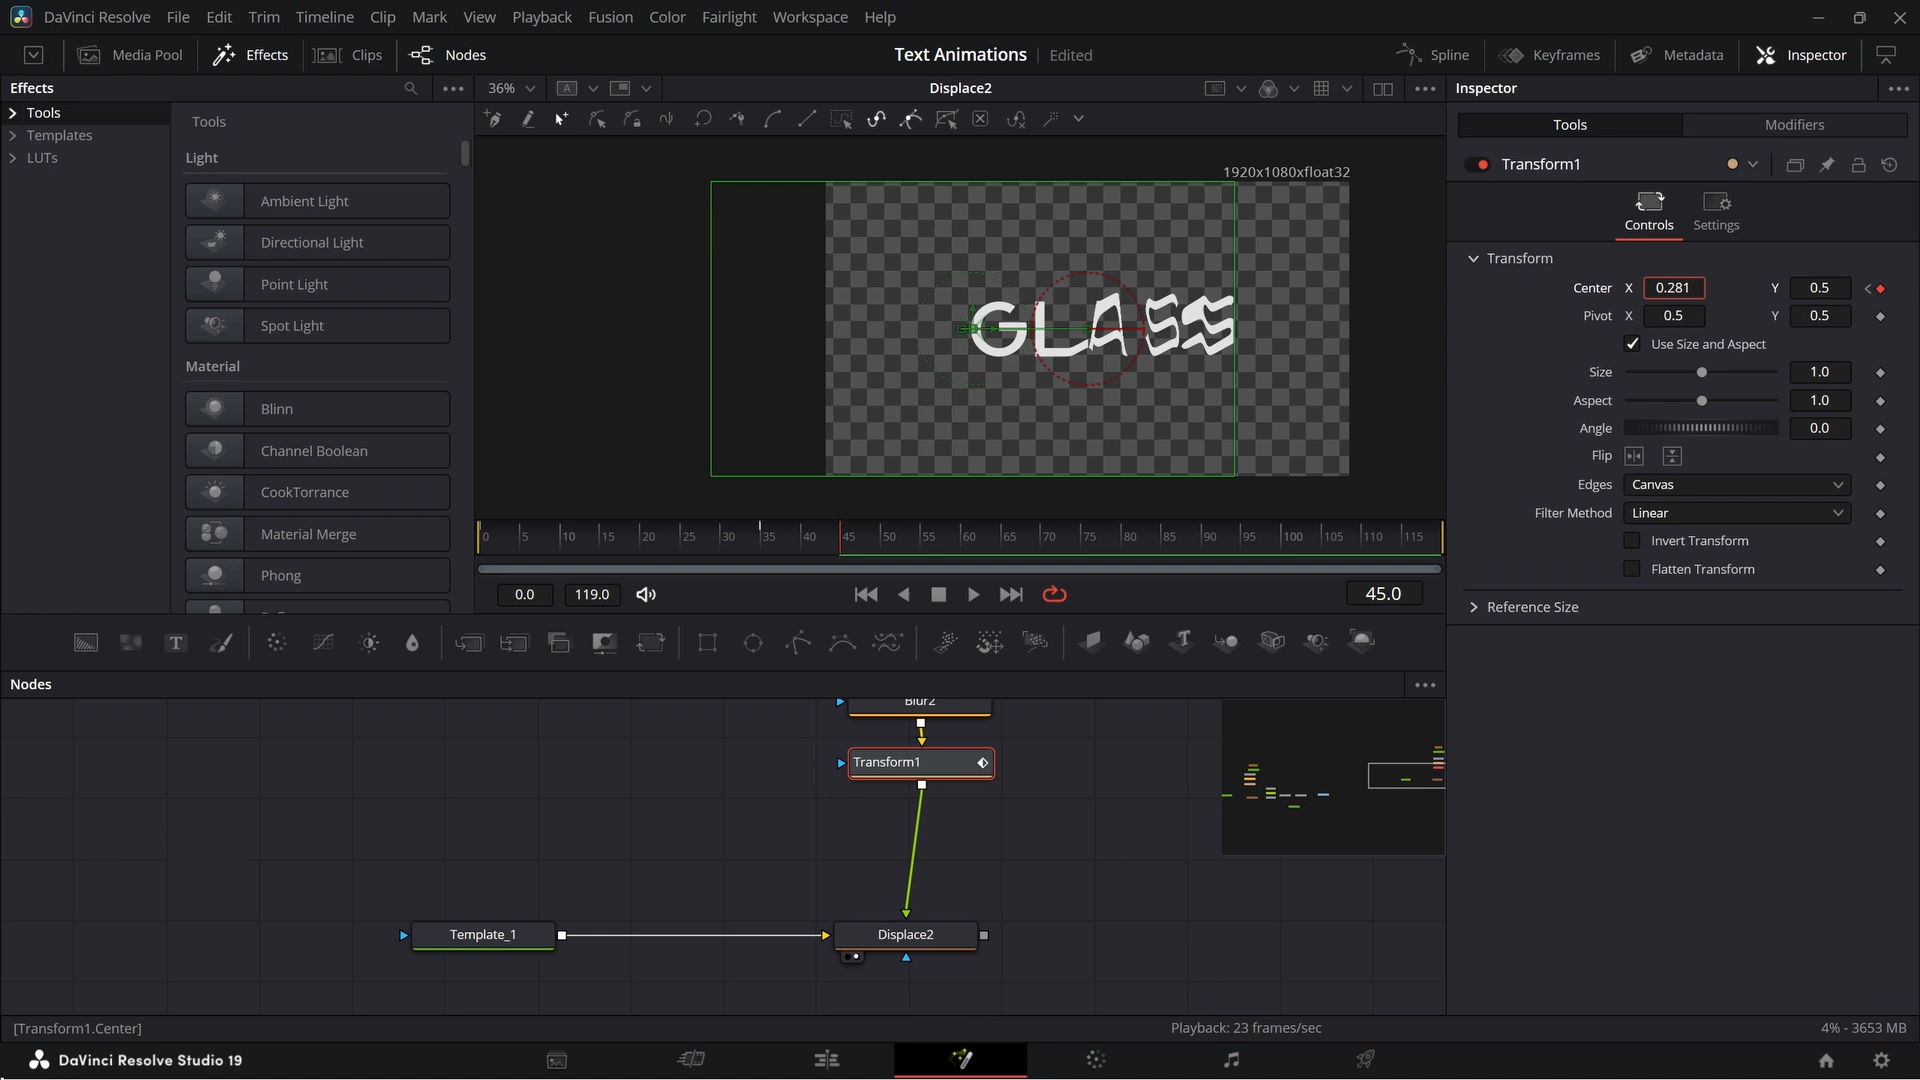 DaVinci Resolve File Edit Trim Timeline Clip Mark View Playback Fusion Color Fairlight Workspace Help
Media Pool Effects Clips Nodes Text Animations Edited Spline Keyframes Metadata Inspector
Effects 36% A Displace2 Inspector
Tools
Templates
LUTs
Tools
Light
Ambient Light
Directional Light
Point Light
Spot Light
Material
Blinn
Channel Boolean
CookTorrance
Material Merge
Phong
1920x1080xfloat32
GLASS
0 5 10 15 20 25 30 35 40 45 50 55 60 65 70 75 80 85 90 95 100 105 110 115
0.0 119.0 45.0
Tools Modifiers
Transform1
Controls Settings
Transform
Center X 0.281 Y 0.5
Pivot X 0.5 Y 0.5
Use Size and Aspect
Size 1.0
Aspect 1.0
Angle 0.0
Flip
Edges Canvas
Filter Method Linear
Invert Transform
Flatten Transform
Reference Size
T
Nodes
Blur2
Transform1
Template_1
Displace2
[Transform1.Center] Playback: 23 frames/sec 4% - 3653 MB
DaVinci Resolve Studio 19